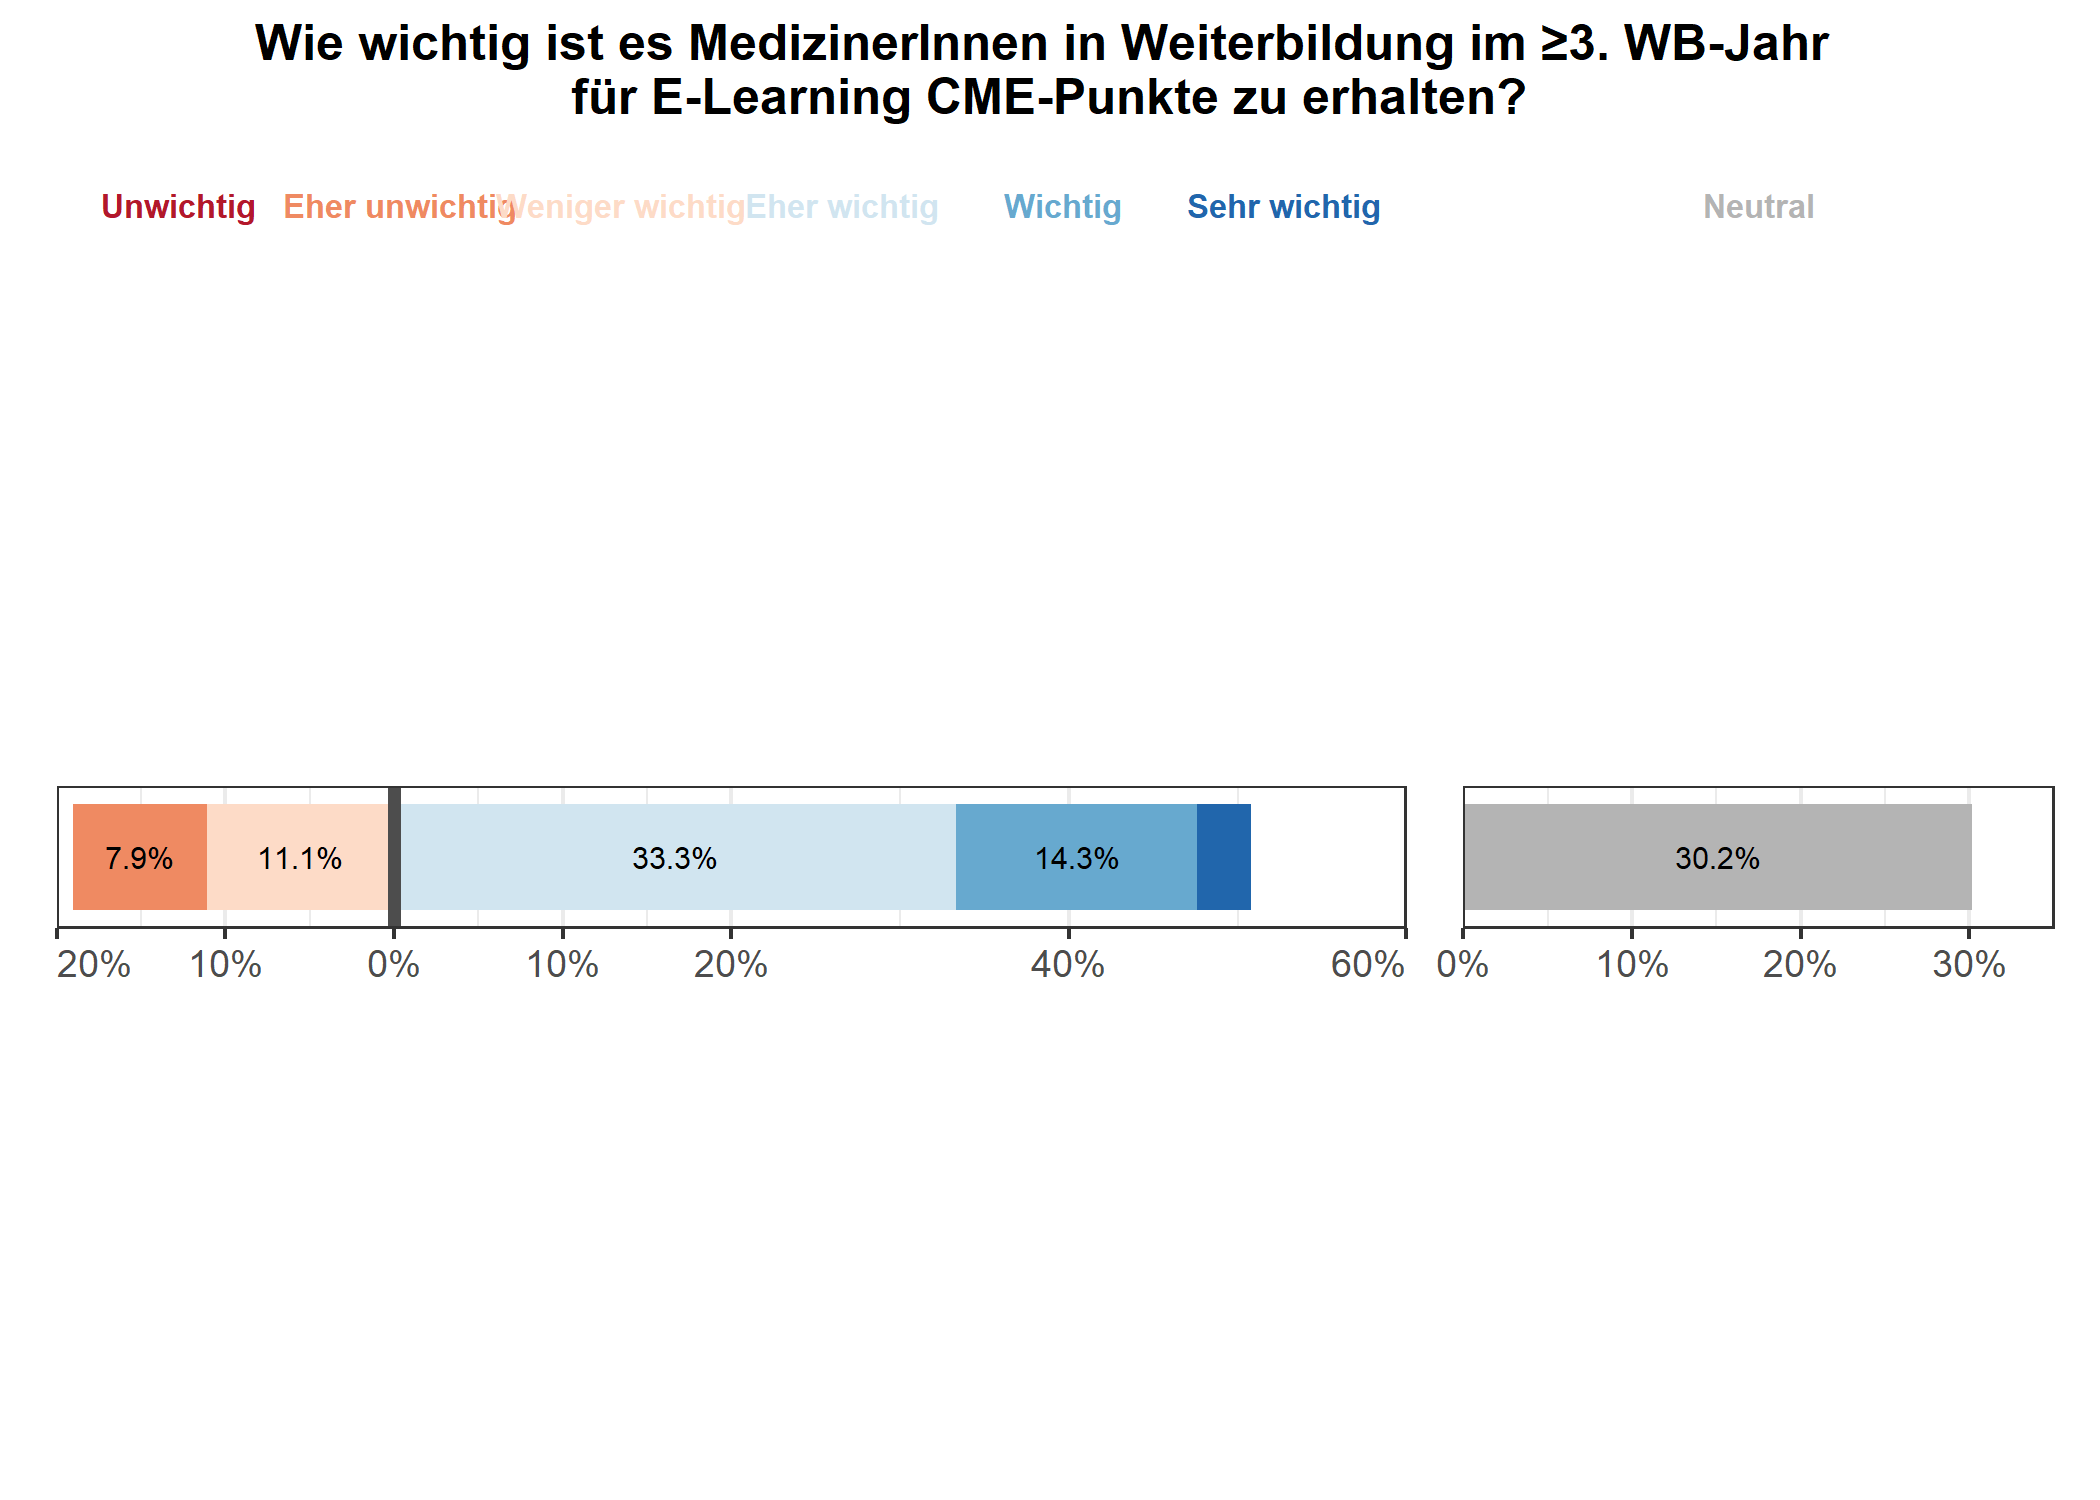 Wie wichtig ist es MedizinerInnen in Weiterbildung im ≥3. WB-Jahr
für E-Learning CME-Punkte zu erhalten?
Unwichtig Eher unwichtig Weniger wichtig Eher wichtig Wichtig Sehr wichtig Neutral
7.9% 11.1% 33.3% 14.3% 30.2%
20% 10% 0% 10% 20% 40% 60% 0% 10% 20% 30%